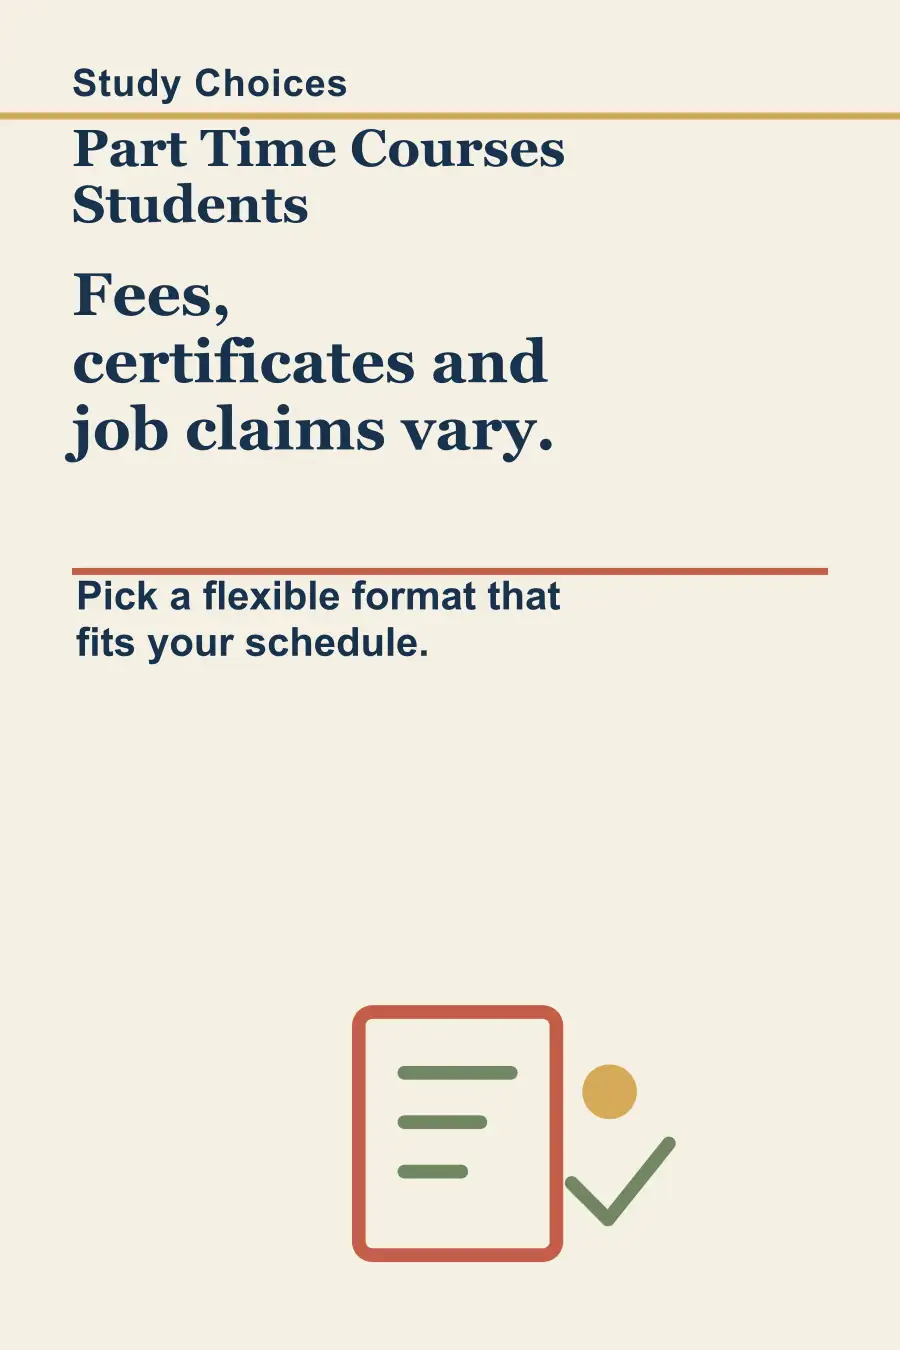 Study Choices
Part Time Courses
Students
Fees,
certificates and
job claims vary.
Pick a flexible format that
fits your schedule.